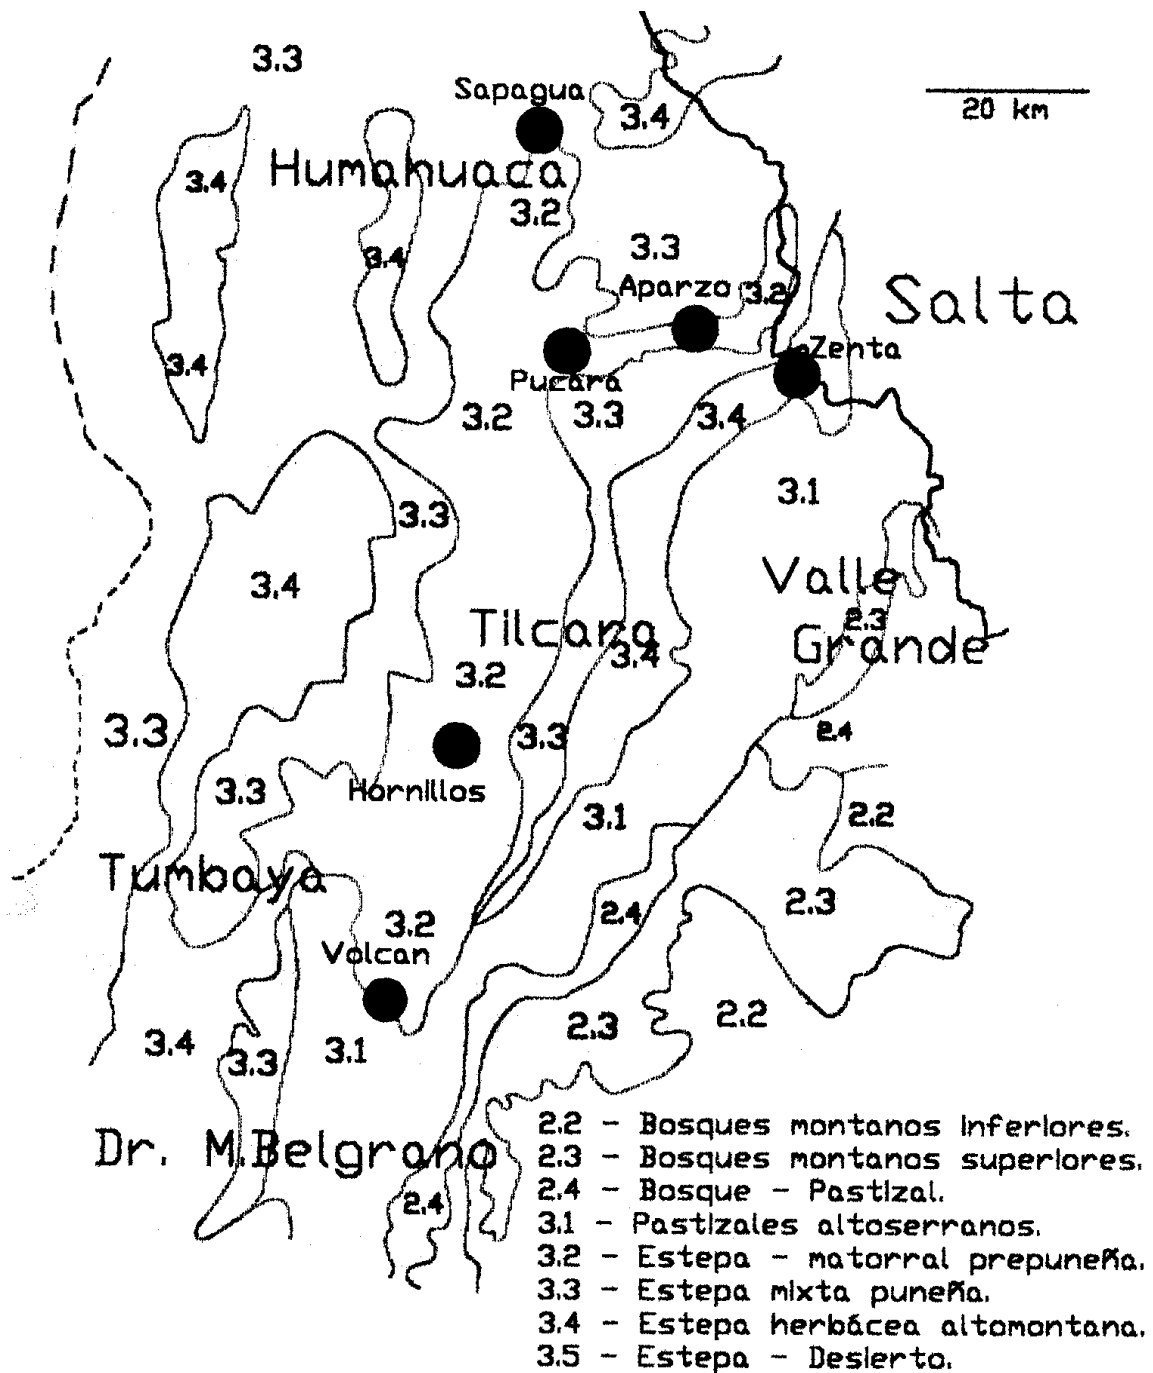 3.3
Sapagua
3.4
20 km
Humahuaca
3.4
3.2
3.4
3.3
Aparzo
3.2
Salta
3.4
Zenta
Pucara
3.2
3.3
3.4
3.1
3.3
3.4
Valle
Grande
2.3
Tilcara
3.4
3.2
3.3
3.3
2.4
3.3
Hornillos
3.1
2.2
Tumbaya
2.3
3.2
2.4
Volcan
2.2
2.3
3.4
3.3
3.1
Dr. M.Belgrano
2.4
2.2 - Bosques montanos inferiores.
2.3 - Bosques montanos superiores.
2.4 - Bosque - Pastizal.
3.1 - Pastizales altoserranos.
3.2 - Estepa - matorral prepuneña.
3.3 - Estepa mixta puneña.
3.4 - Estepa herbácea altomontana.
3.5 - Estepa - Desierto.